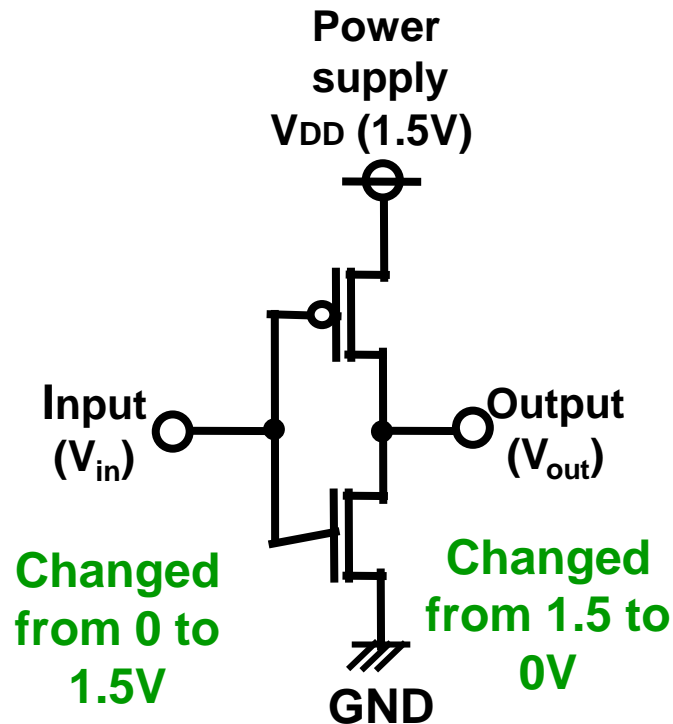 Power
supply
VDD (1.5V)
Input
(Vin)
Output
(Vout)
Changed
from 0 to
1.5V
Changed
from 1.5 to
0V
GND